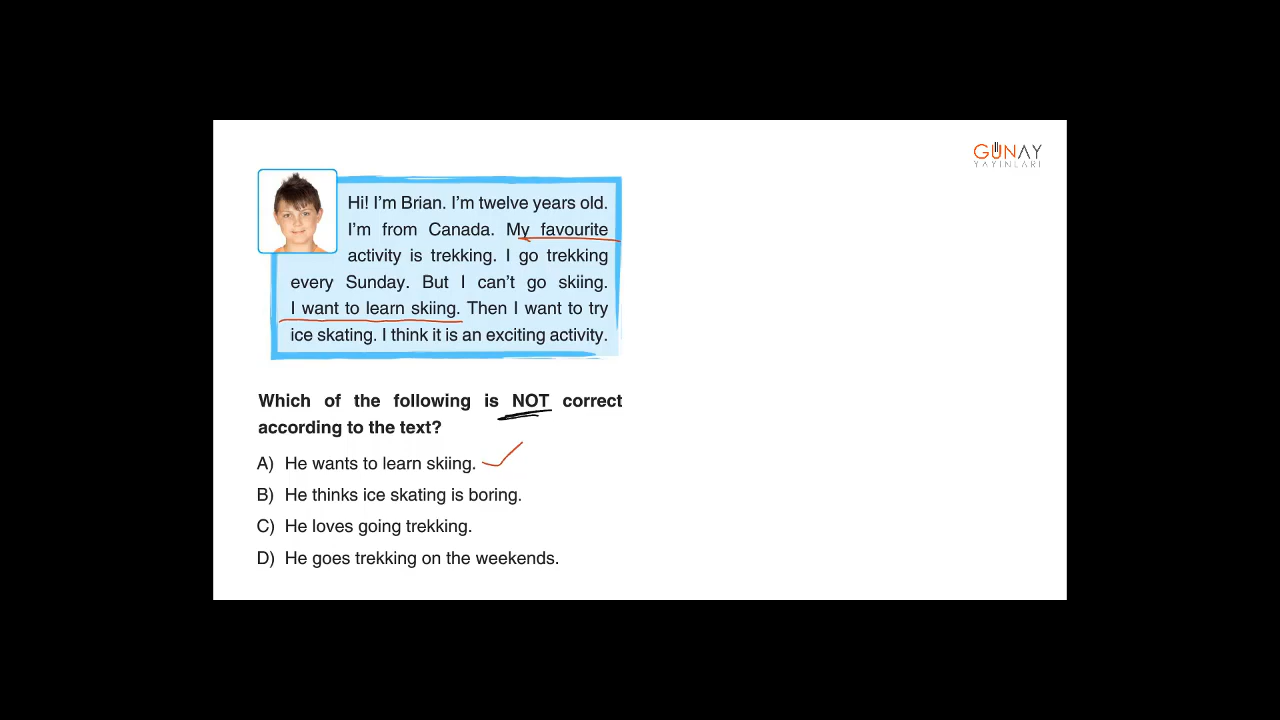 GÜNAY
YAYINLARI
Hi! I'm Brian. I'm twelve years old.
I'm from Canada. My favourite
activity is trekking. I go trekking
every Sunday. But I can't go skiing.
I want to learn skiing. Then I want to try
ice skating. I think it is an exciting activity.
Which of the following is NOT correct
according to the text?
A) He wants to learn skiing.
B) He thinks ice skating is boring.
C) He loves going trekking.
D) He goes trekking on the weekends.